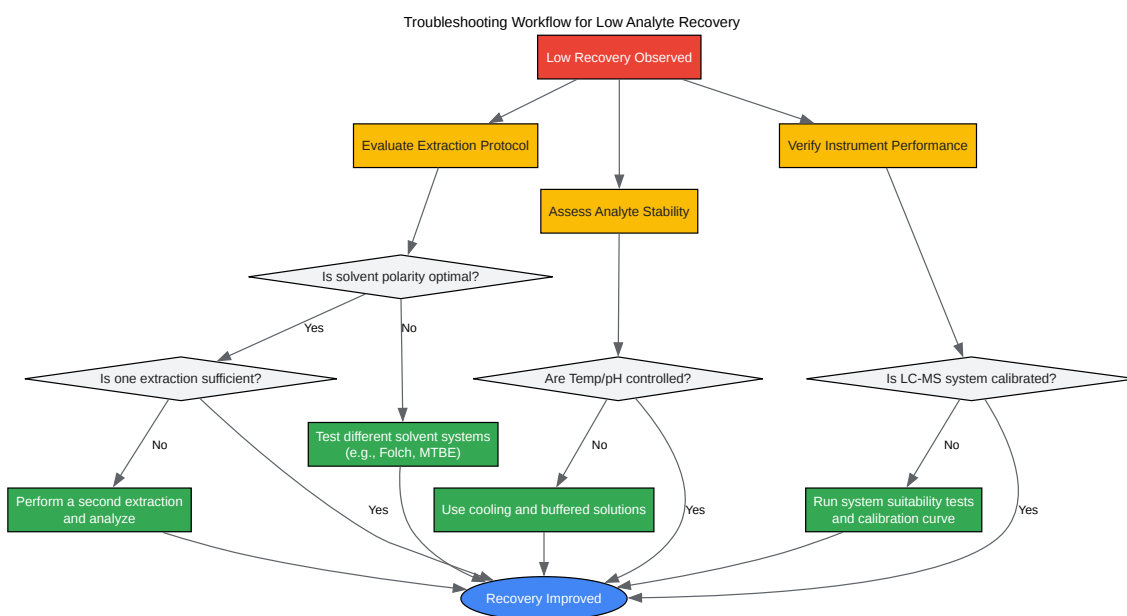 Troubleshooting Workflow for Low Analyte Recovery
Low Recovery Observed
Evaluate Extraction Protocol
Verify Instrument Performance
Assess Analyte Stability
Is solvent polarity optimal?
Yes
No
Is one extraction sufficient?
Are Temp/pH controlled?
Is LC-MS system calibrated?
No
Test different solvent systems
(e.g., Folch, MTBE)
No
No
Perform a second extraction
and analyze
Yes
Use cooling and buffered solutions
Yes
Run system suitability tests
and calibration curve
Yes
Recovery Improved